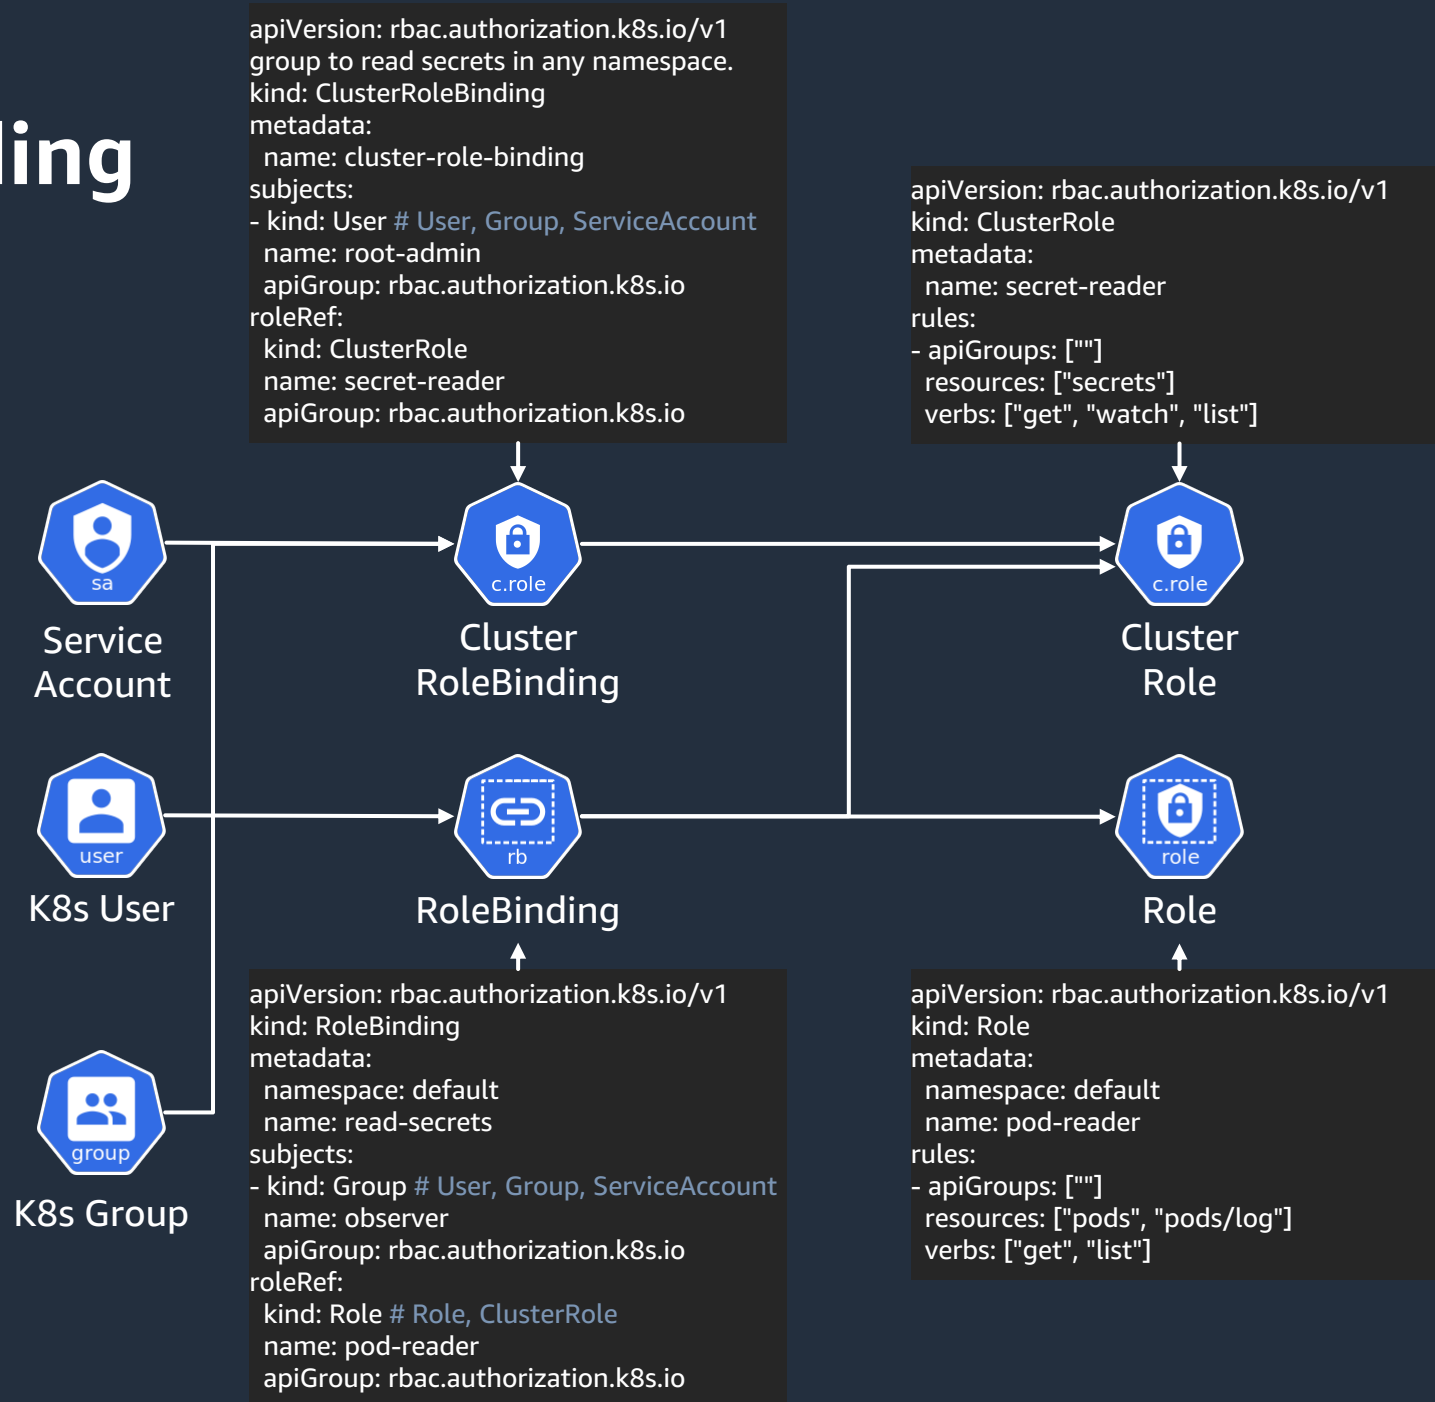 ling
apiVersion: rbac.authorization.k8s.io/v1
group to read secrets in any namespace.
kind: ClusterRoleBinding
metadata:
  name: cluster-role-binding
subjects:
- kind: User # User, Group, ServiceAccount
  name: root-admin
  apiGroup: rbac.authorization.k8s.io
roleRef:
  kind: ClusterRole
  name: secret-reader
  apiGroup: rbac.authorization.k8s.io
apiVersion: rbac.authorization.k8s.io/v1
kind: ClusterRole
metadata:
  name: secret-reader
rules:
- apiGroups: [""]
  resources: ["secrets"]
  verbs: ["get", "watch", "list"]
sa
Service
Account
c.role
Cluster
RoleBinding
c.role
Cluster
Role
user
K8s User
rb
RoleBinding
role
Role
group
K8s Group
apiVersion: rbac.authorization.k8s.io/v1
kind: RoleBinding
metadata:
  namespace: default
  name: read-secrets
subjects:
- kind: Group # User, Group, ServiceAccount
  name: observer
  apiGroup: rbac.authorization.k8s.io
roleRef:
  kind: Role # Role, ClusterRole
  name: pod-reader
  apiGroup: rbac.authorization.k8s.io
apiVersion: rbac.authorization.k8s.io/v1
kind: Role
metadata:
  namespace: default
  name: pod-reader
rules:
- apiGroups: [""]
  resources: ["pods", "pods/log"]
  verbs: ["get", "list"]